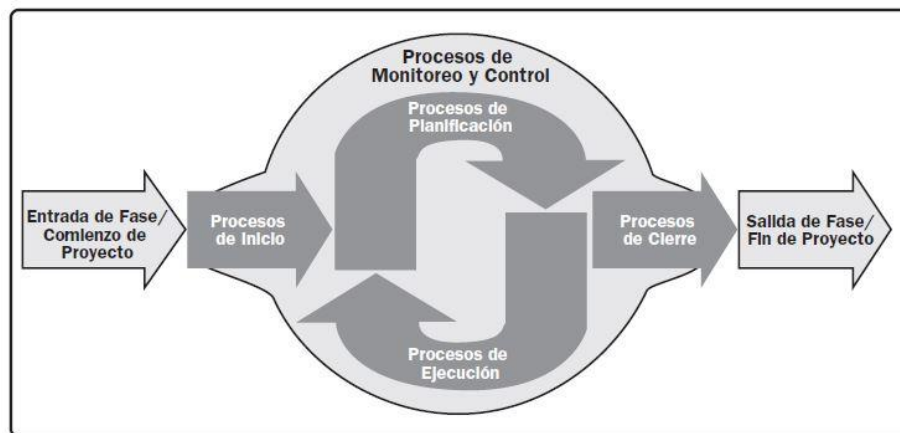 Procesos de
Monitoreo y Control
Procesos de
Planificación
Entrada de Fase/
Comienzo de
Proyecto
Procesos
de Inicio
Procesos
de Cierre
Salida de Fase/
Fin de Proyecto
Procesos de
Ejecución